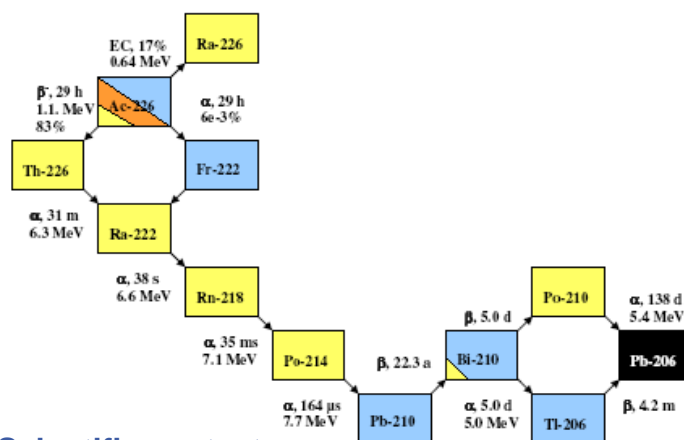 EC, 17%
0.64 MeV
Ra-226
β⁻, 29 h
1.1. MeV
83%
Ac-226
α, 29 h
6e-3%
Th-226
Fr-222
α, 31 m
6.3 MeV
Ra-222
α, 38 s
6.6 MeV
Rn-218
Po-210
α, 138 d
5.4 MeV
α, 35 ms
7.1 MeV
Po-214
β, 5.0 d
β, 22.3 a
Bi-210
Pb-206
α, 164 μs
7.7 MeV
Pb-210
α, 5.0 d
5.0 MeV
Tl-206
β, 4.2 m